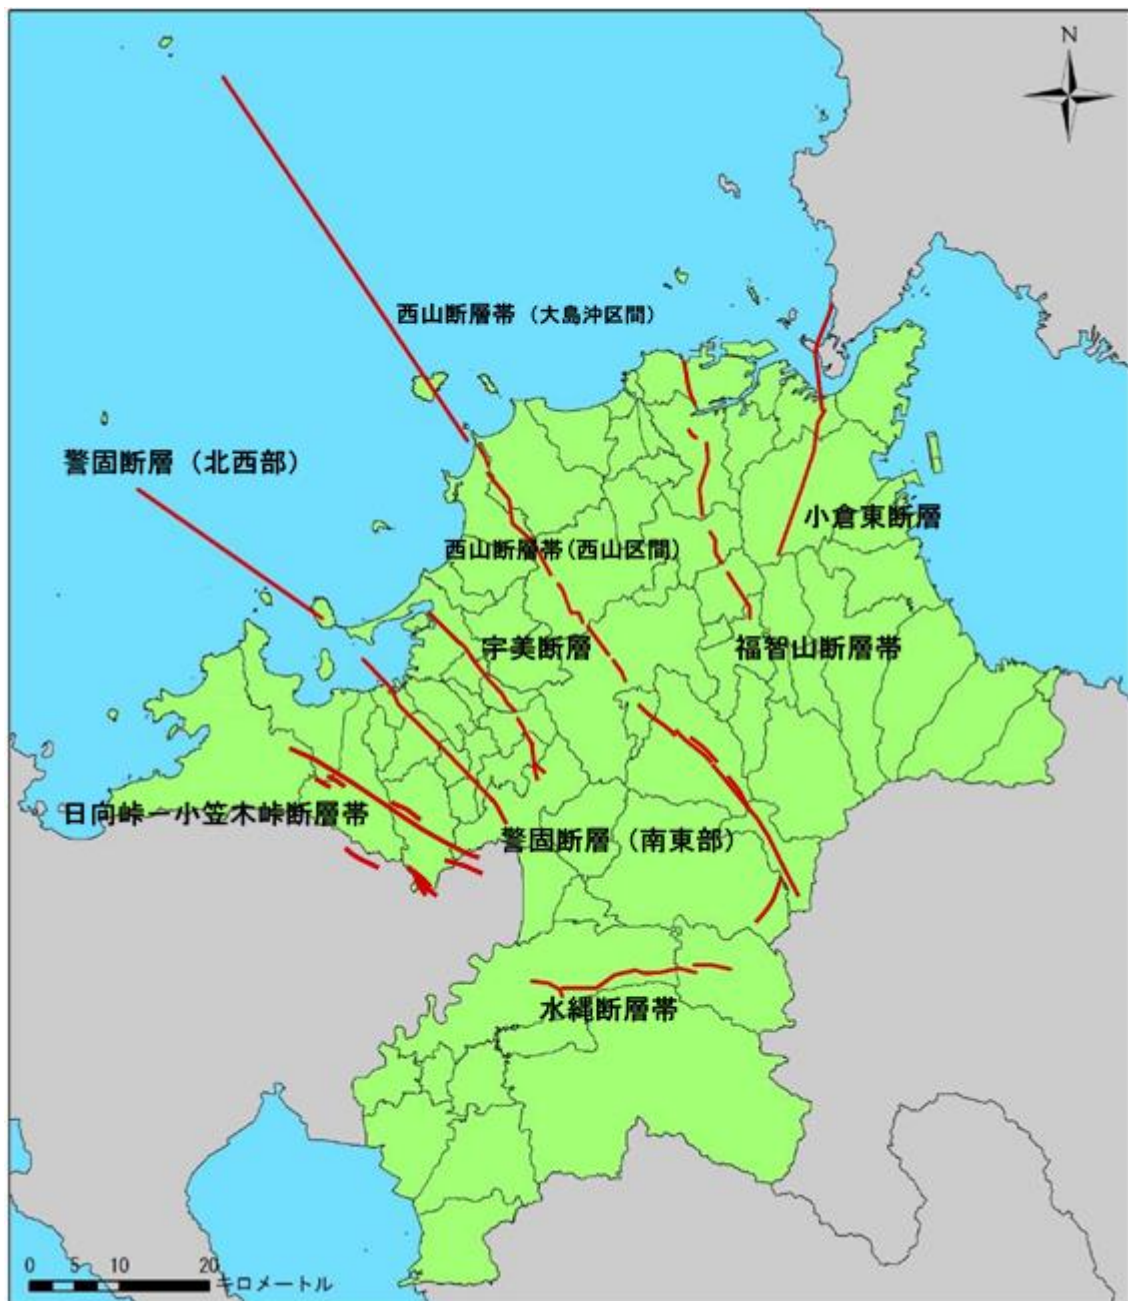 N
西山断層帯（大島沖区間）
警固断層（北西部）
小倉東断層
西山断層帯(西山区間)
宇美断層
福智山断層帯
日向峠ー小笠木峠断層帯
警固断層（南東部）
水縄断層帯
0 5 10 20
キロメートル